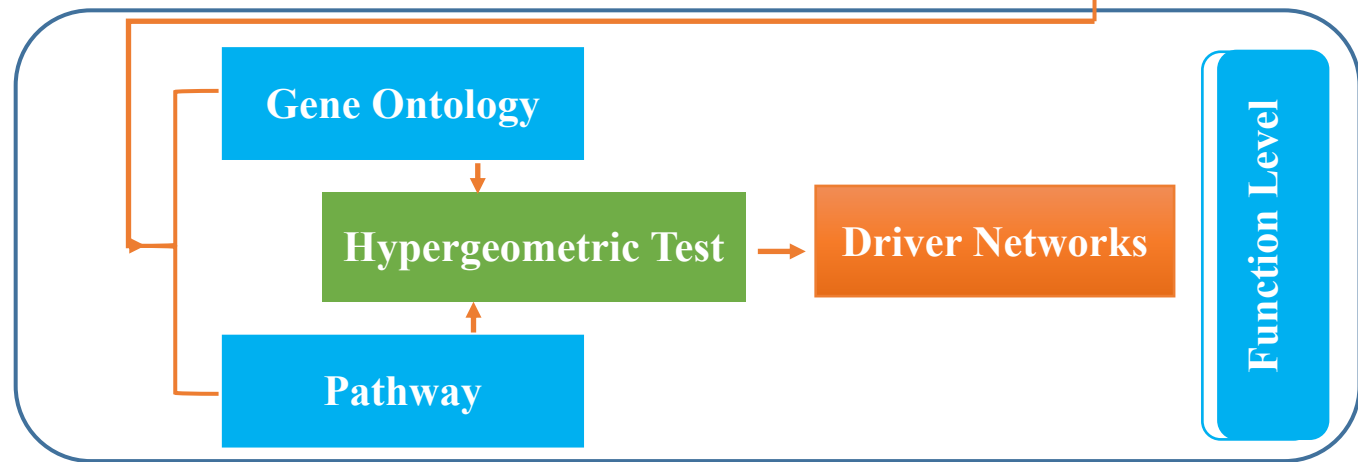 Gene Ontology
Hypergeometric Test
Driver Networks
Pathway
Function Level